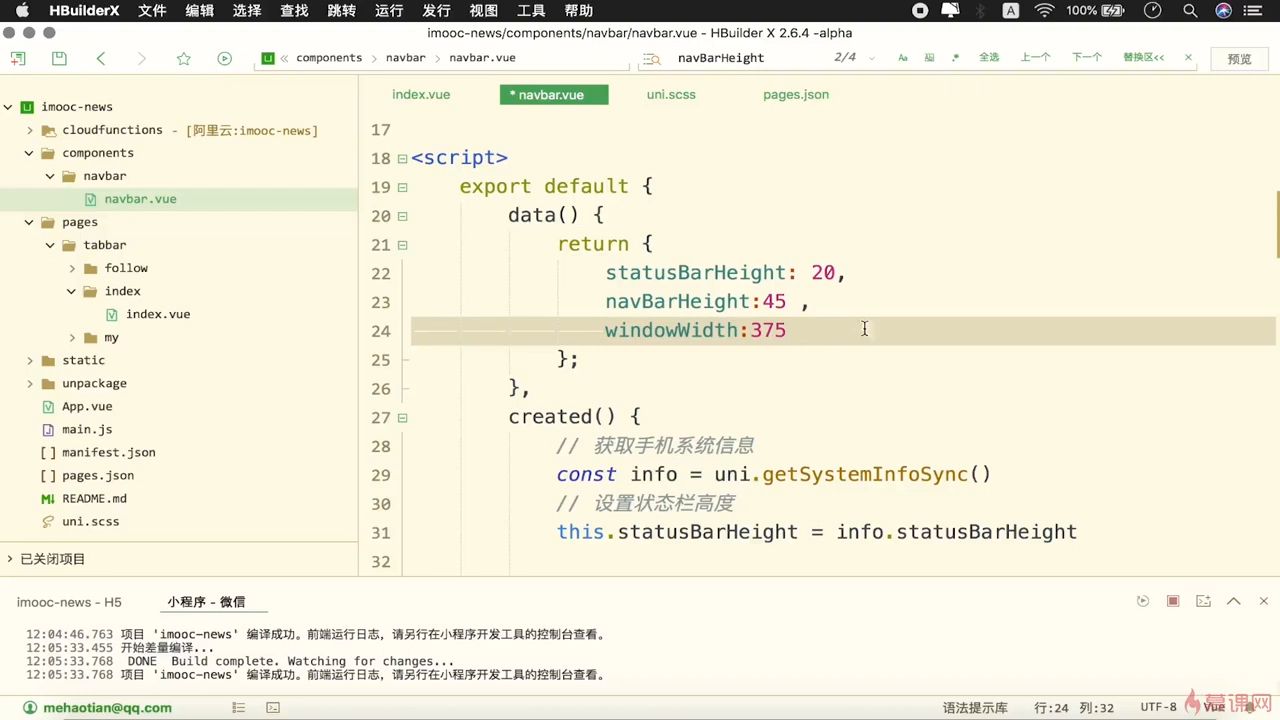 HBuilderX 文件 编辑 选择 查找 跳转 运行 发行 视图 工具 帮助 A 100%
imooc-news/components/navbar/navbar.vue - HBuilder X 2.6.4 -alpha
components navbar navbar.vue navBarHeight 2/4 Aa 全选 上一个 下一个 替换区<< 预览
index.vue * navbar.vue uni.scss pages.json
imooc-news
cloudfunctions - [阿里云:imooc-news]
components
navbar
navbar.vue
pages
tabbar
follow
index
index.vue
my
static
unpackage
App.vue
main.js
manifest.json
pages.json
README.md
uni.scss
已关闭项目
17
18 <script>
19 export default {
20 data() {
21 return {
22 statusBarHeight: 20,
23 navBarHeight:45 ,
24 windowWidth:375
25 };
26 },
27 created() {
28 // 获取手机系统信息
29 const info = uni.getSystemInfoSync()
30 // 设置状态栏高度
31 this.statusBarHeight = info.statusBarHeight
32
imooc-news - H5 小程序 - 微信
12:04:46.763 项目 'imooc-news' 编译成功。前端运行日志，请另行在小程序开发工具的控制台查看。
12:05:33.455 开始差量编译...
12:05:33.768 DONE Build complete. Watching for changes...
12:05:33.768 项目 'imooc-news' 编译成功。前端运行日志，请另行在小程序开发工具的控制台查看。
mehaotian@qq.com 语法提示库 行:24 列:32 UTF-8 Vue
慕课网